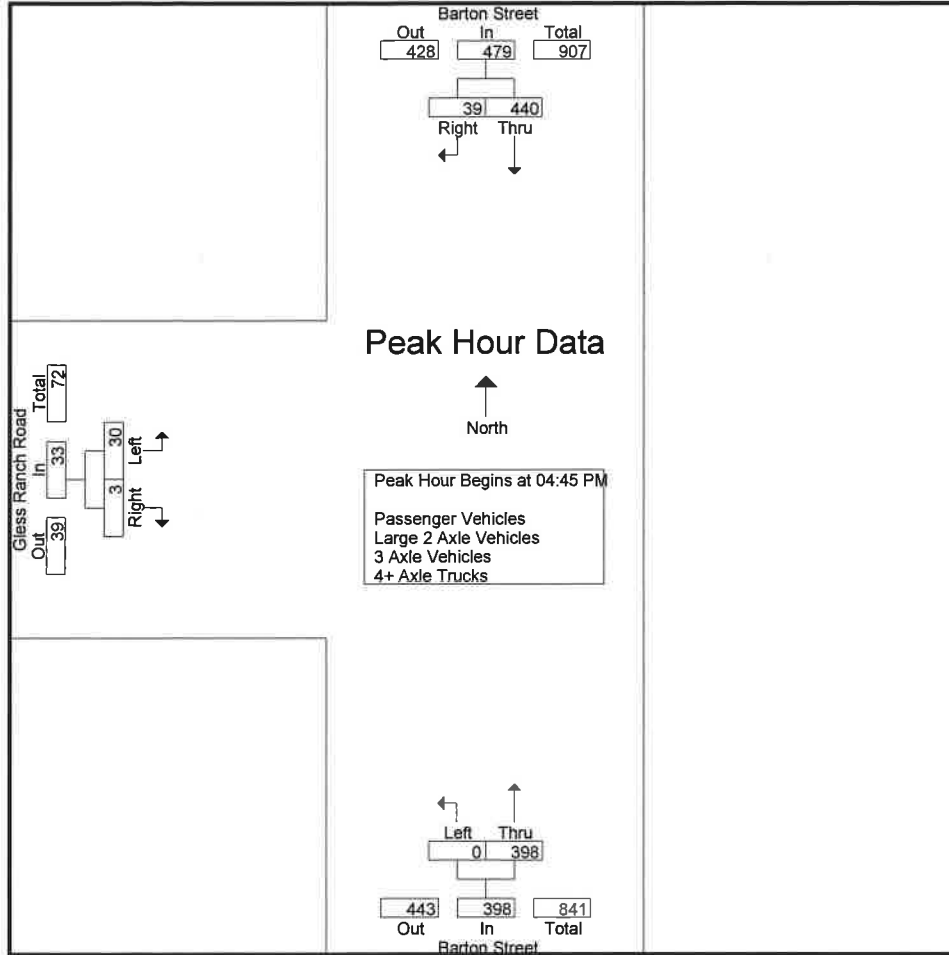 Barton Street
Out In Total
428 479 907
39 440
Right Thru
Peak Hour Data
North
Peak Hour Begins at 04:45 PM
Passenger Vehicles
Large 2 Axle Vehicles
3 Axle Vehicles
4+ Axle Trucks
Gless Ranch Road
Out In Total
39 33 72
3 30
Right Left
Left Thru
0 398
443 398 841
Out In Total
Barton Street